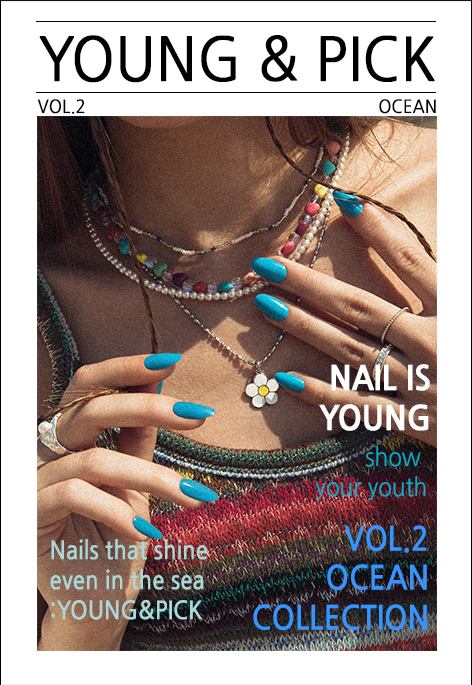 YOUNG & PICK
VOL.2 OCEAN
NAIL IS
YOUNG
show
your youth
VOL.2
OCEAN
COLLECTION
Nails that shine
even in the sea
:YOUNG&PICK